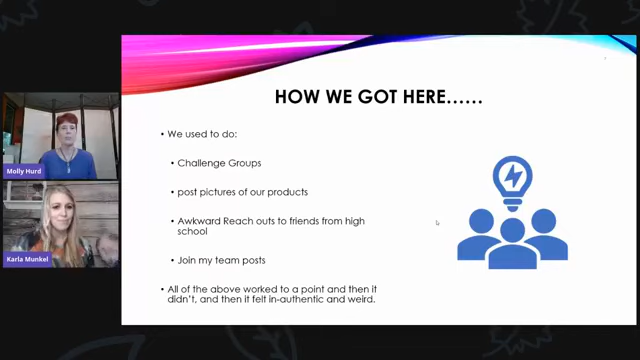 HOW WE GOT HERE......
• We used to do:
• Challenge Groups
• post pictures of our products
• Awkward Reach outs to friends from high
school
• Join my team posts
• All of the above worked to a point and then it
didn't, and then it felt in-authentic and weird.
Molly Hurd
Karla Munkel